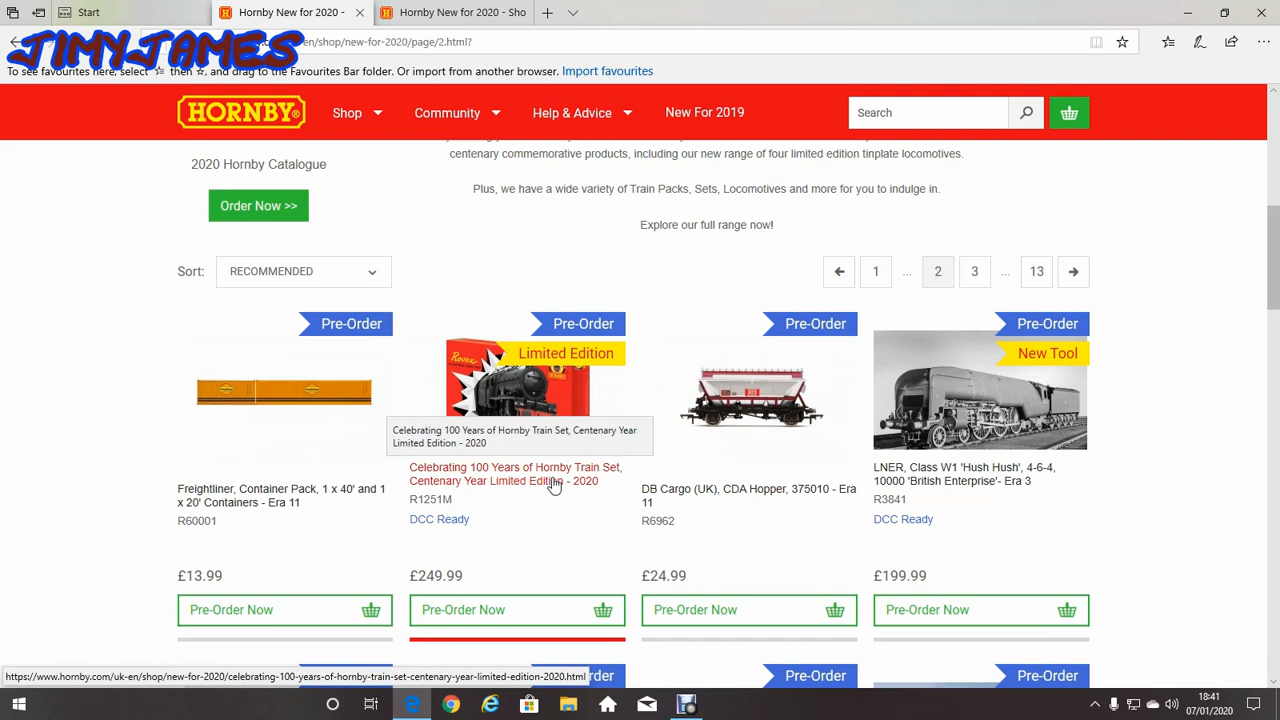 Start
Hornby New for 2020 -
Hornby New for 2020 - Sho
JIMYJAMES
en/shop/new-for-2020/page/2.html?
To see favourites here, select then, and drag to the Favourites Bar folder. Or import from another browser. Import favourites
HORNBY
Shop
Community
Help & Advice
New For 2019
Search
2020 Hornby Catalogue
Order Now >>
centenary commemorative products, including our new range of four limited edition tinplate locomotives.
Plus, we have a wide variety of Train Packs, Sets, Locomotives and more for you to indulge in.
Explore our full range now!
Sort:
RECOMMENDED
1 ... 2 3 ... 13
Pre-Order
Freightliner, Container Pack, 1 x 40' and 1
x 20' Containers - Era 11
R60001
£13.99
Pre-Order Now
Pre-Order
Limited Edition
Rovex
Celebrating 100 Years of Hornby Train Set, Centenary Year
Limited Edition - 2020
Celebrating 100 Years of Hornby Train Set,
Centenary Year Limited Edition - 2020
R1251M
DCC Ready
£249.99
Pre-Order Now
Pre-Order
DB Cargo (UK), CDA Hopper, 375010 - Era
11
R6962
£24.99
Pre-Order Now
Pre-Order
New Tool
LNER, Class W1 'Hush Hush', 4-6-4,
10000 'British Enterprise'- Era 3
R3841
DCC Ready
£199.99
Pre-Order Now
Pre-Order
Pre-Order
Pre-Order
https://www.hornby.com/uk-en/shop/new-for-2020/celebrating-100-years-of-hornby-train-set-centenary-year-limited-edition-2020.html
18:41
07/01/2020